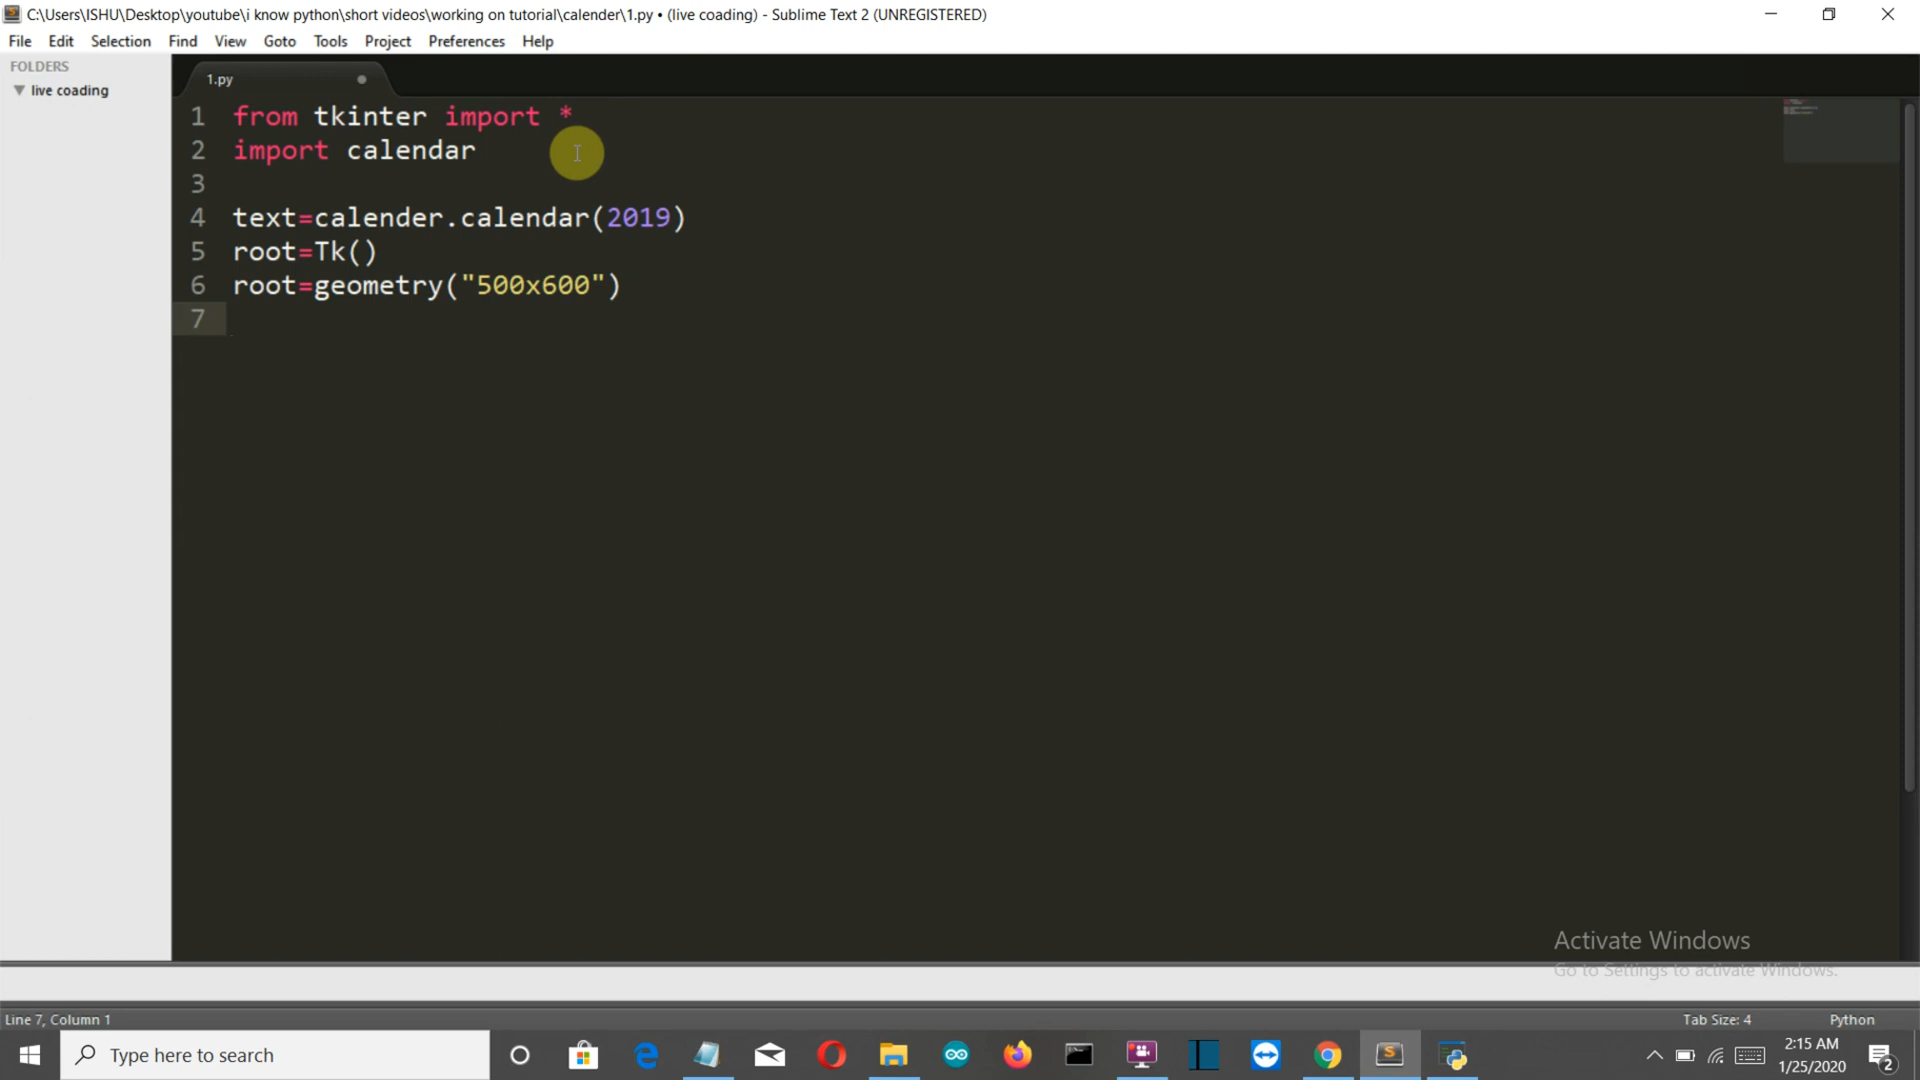 C:\Users\ISHU\Desktop\youtube\i know python\short videos\working on tutorial\calender\1.py • (live coading) - Sublime Text 2 (UNREGISTERED)
File Edit Selection Find View Goto Tools Project Preferences Help
FOLDERS
live coading
1.py
1 from tkinter import *
2 import calendar
3
4 text=calender.calendar(2019)
5 root=Tk()
6 root=geometry("500x600")
7
Activate Windows
Go to Settings to activate Windows.
Line 7, Column 1
Tab Size: 4
Python
Type here to search
2:15 AM
1/25/2020
2